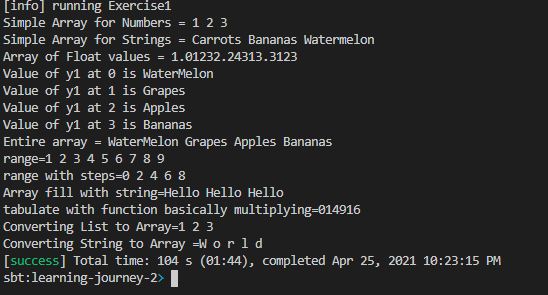 [info] running Exercise1
Simple Array for Numbers = 1 2 3
Simple Array for Strings = Carrots Bananas Watermelon
Array of Float values = 1.01232.24313.3123
Value of y1 at 0 is WaterMelon
Value of y1 at 1 is Grapes
Value of y1 at 2 is Apples
Value of y1 at 3 is Bananas
Entire array = WaterMelon Grapes Apples Bananas
range=1 2 3 4 5 6 7 8 9
range with steps=0 2 4 6 8
Array fill with string=Hello Hello Hello
tabulate with function basically multiplying=014916
Converting List to Array=1 2 3
Converting String to Array =W o r l d
[success] Total time: 104 s (01:44), completed Apr 25, 2021 10:23:15 PM
sbt:learning-journey-2>